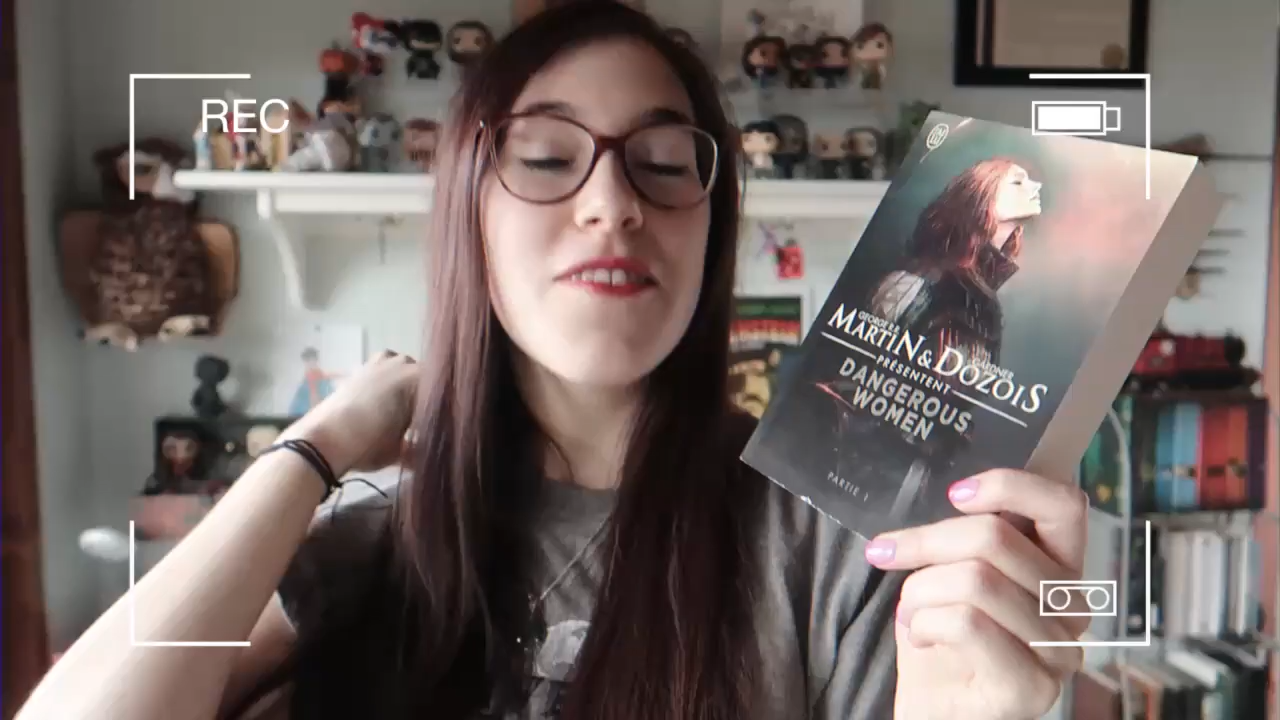 REC
GEORGE R.R.
MARTIN & DOZOIS
GARDNER
PRÉSENTENT
DANGEROUS
WOMEN
PARTIE 1